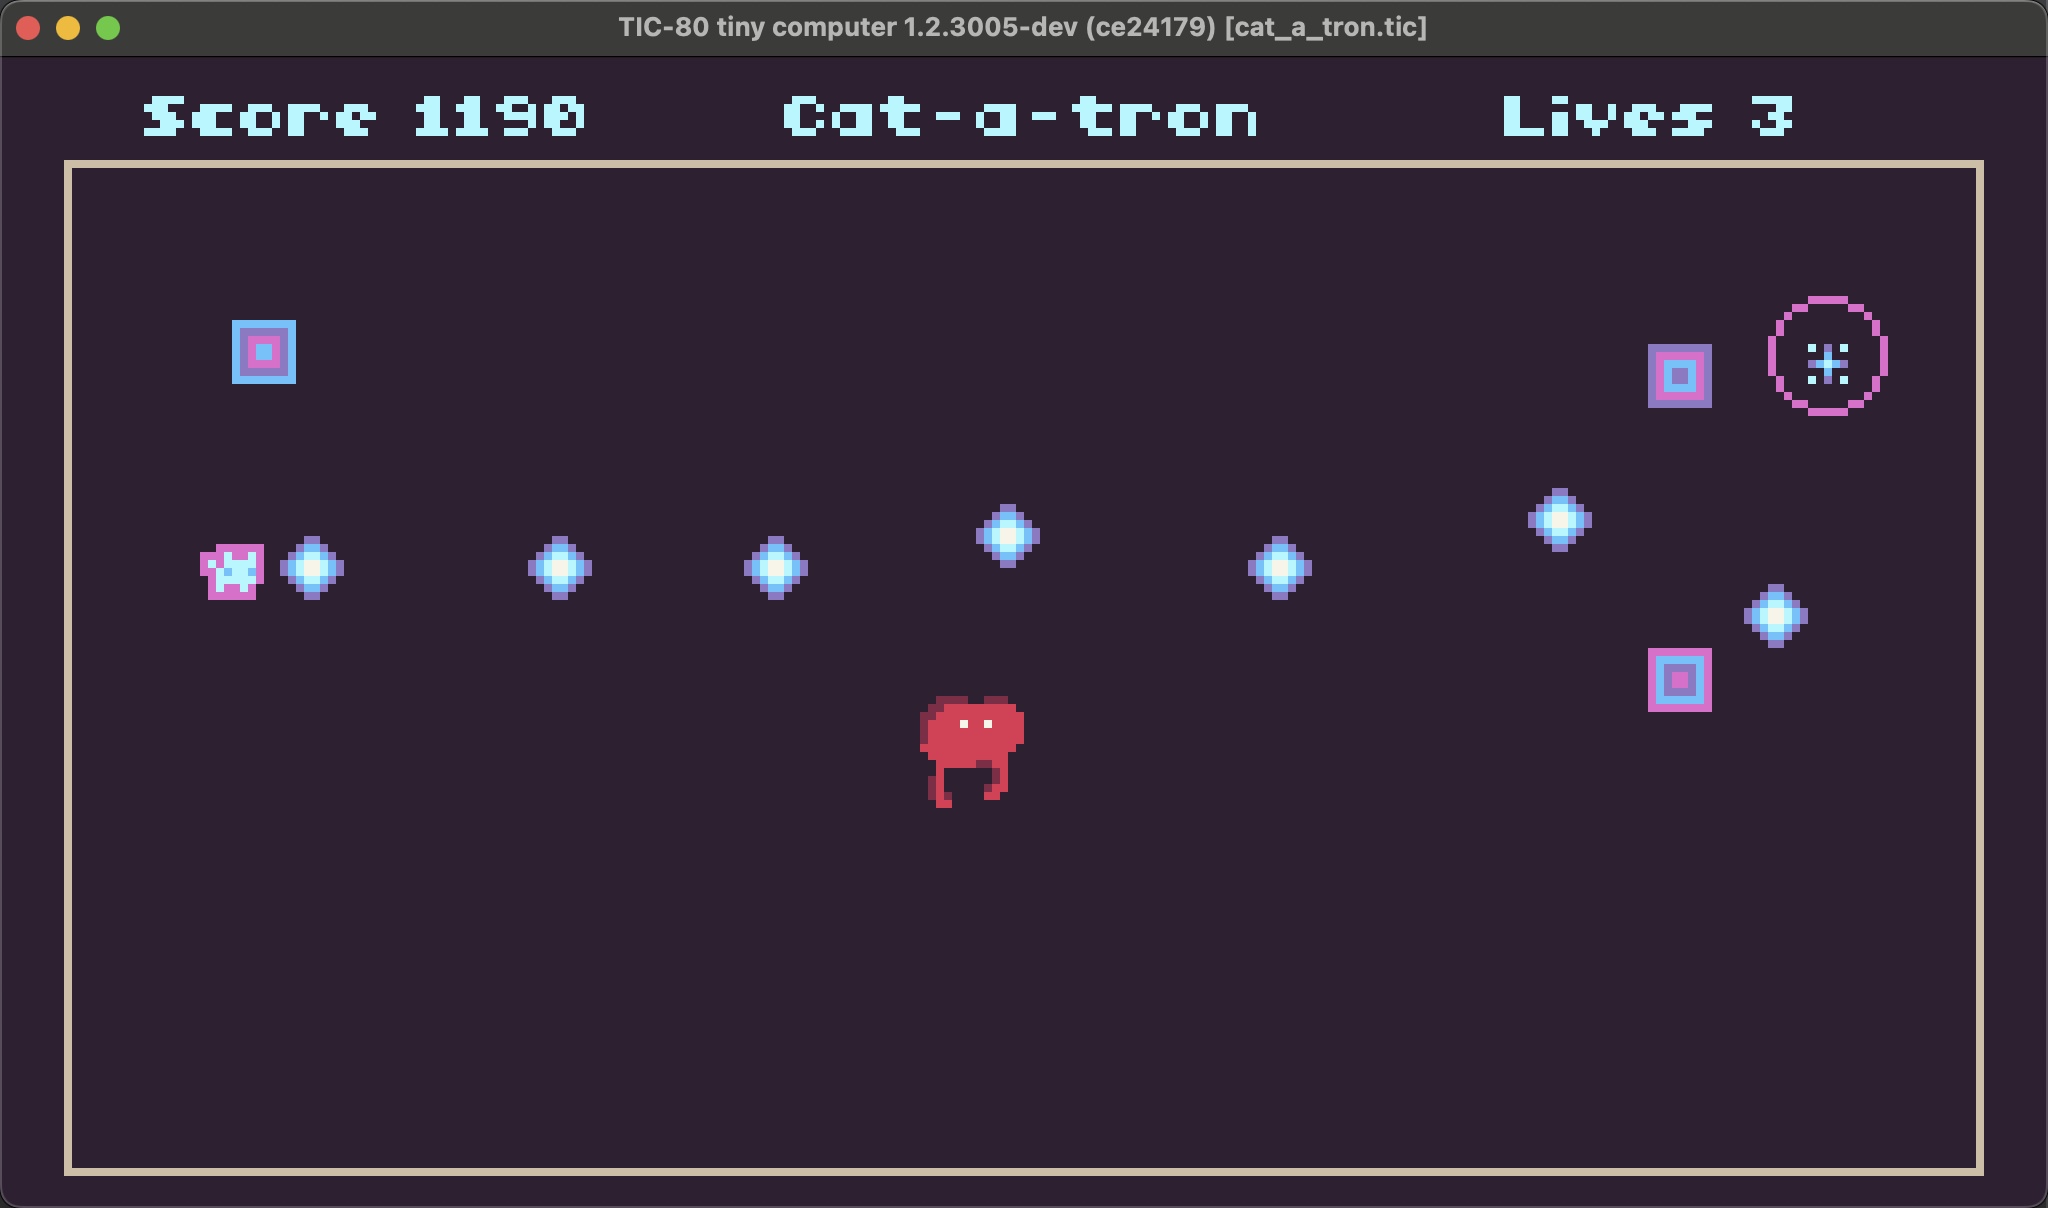 TIC-80 tiny computer 1.2.3005-dev (ce24179) [cat_a_tron.tic]
Score 1190 Cat-a-tron Lives 3